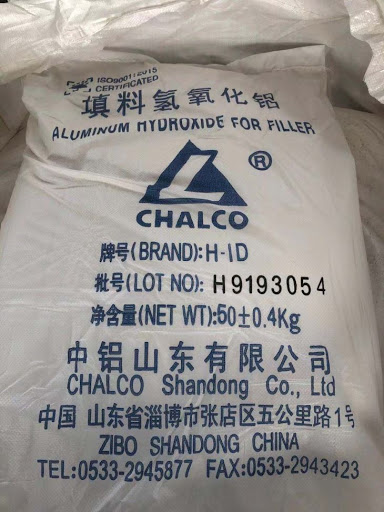 ISO9001:2015
CERTIFICATED
填料氢氧化铝
ALUMINUM HYDROXIDE FOR FILLER
®
CHALCO
牌号(BRAND):H-1D
批号(LOT NO): H9193054
净含量(NET WT):50±0.4Kg
中铝山东有限公司
CHALCO Shandong Co., Ltd
中国 山东省淄博市张店区五公里路1号
ZIBO SHANDONG CHINA
TEL:0533-2945877 FAX:0533-2943423